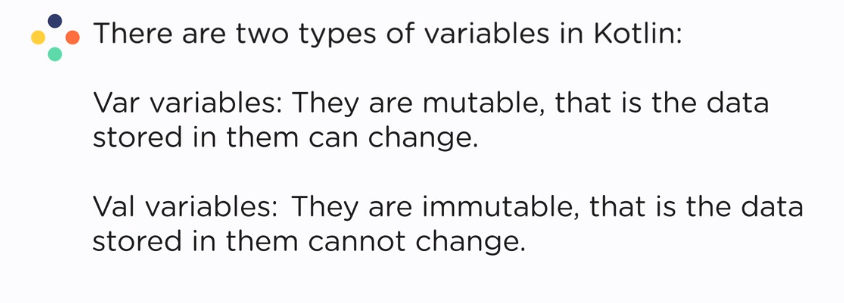 There are two types of variables in Kotlin:
Var variables: They are mutable, that is the data
stored in them can change.
Val variables: They are immutable, that is the data
stored in them cannot change.